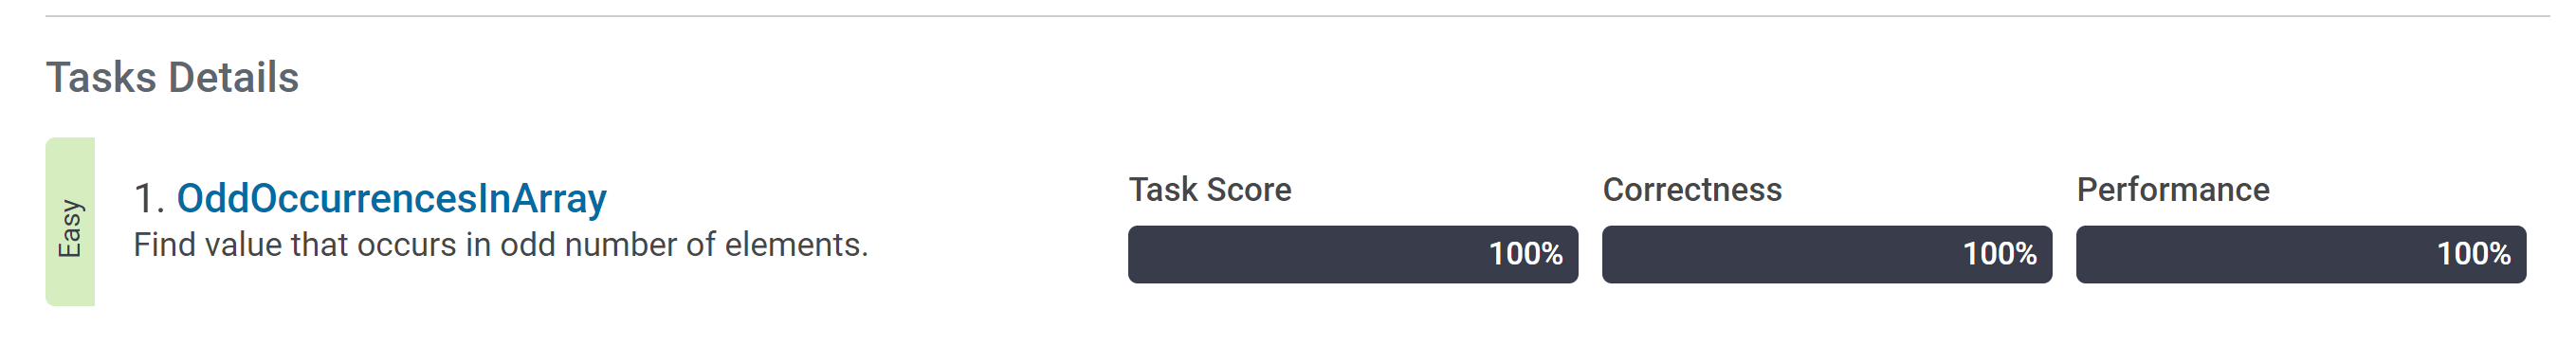 Tasks Details
Easy
1. OddOccurrencesInArray
Find value that occurs in odd number of elements.
Task Score
100%
Correctness
100%
Performance
100%